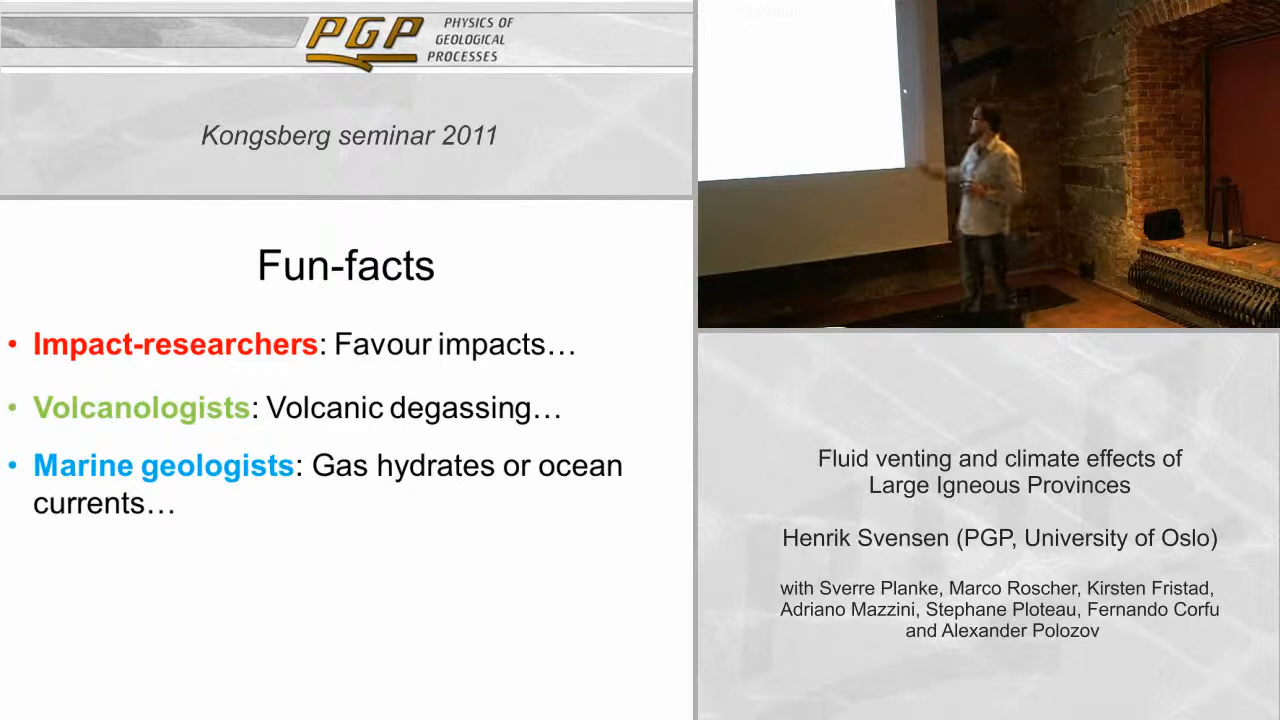 PGP
PHYSICS OF
GEOLOGICAL
PROCESSES
Kongsberg seminar 2011
Fun-facts
• Impact-researchers: Favour impacts…
• Volcanologists: Volcanic degassing…
• Marine geologists: Gas hydrates or ocean
currents…
Fluid venting and climate effects of
Large Igneous Provinces
Henrik Svensen (PGP, University of Oslo)
with Sverre Planke, Marco Roscher, Kirsten Fristad,
Adriano Mazzini, Stephane Ploteau, Fernando Corfu
and Alexander Polozov